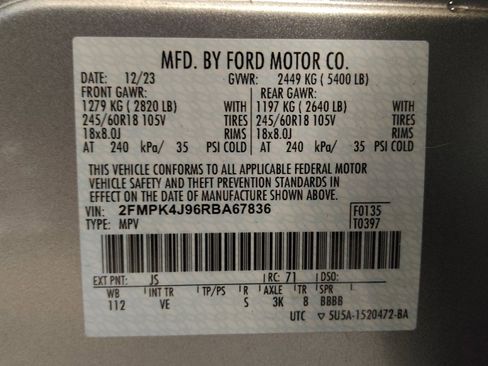 MFD. BY FORD MOTOR CO.
DATE: 12/23 GVWR: 2449 KG (5400 LB)
FRONT GAWR: REAR GAWR:
1279 KG (2820 LB) WITH 1197 KG (2640 LB) WITH
245/60R18 105V TIRES 245/60R18 105V TIRES
18x8.0J RIMS 18x8.0J RIMS
AT 240 kPa/ 35 PSI COLD AT 240 kPa/ 35 PSI COLD
THIS VEHICLE CONFORMS TO ALL APPLICABLE FEDERAL MOTOR
VEHICLE SAFETY AND THEFT PREVENTION STANDARDS IN
EFFECT ON THE DATE OF MANUFACTURE SHOWN ABOVE.
VIN: 2FMPK4J96RBA67836 F0135
TYPE: MPV T0397
EXT PNT: JS RC: 71 DSO:
WB INT TR TP/PS R AXLE TR SPR
112 VE S 3K 8 BBBB
UTC ▽ 5U5A-1520472-BA